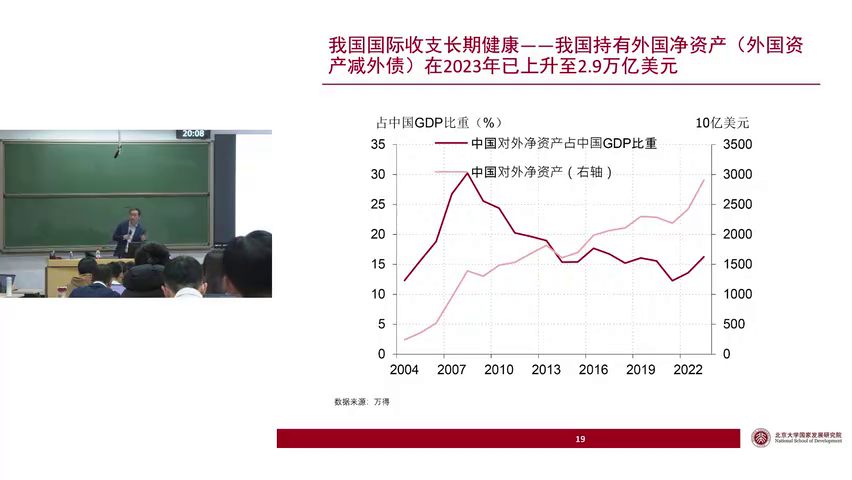 我国国际收支长期健康——我国持有外国净资产（外国资
产减外债）在2023年已上升至2.9万亿美元
20:08
占中国GDP比重（%）
10亿美元
中国对外净资产占中国GDP比重
中国对外净资产（右轴）
35
30
25
20
15
10
5
0
3500
3000
2500
2000
1500
1000
500
0
2004 2007 2010 2013 2016 2019 2022
数据来源：万得
19
北京大学国家发展研究院
National School of Development